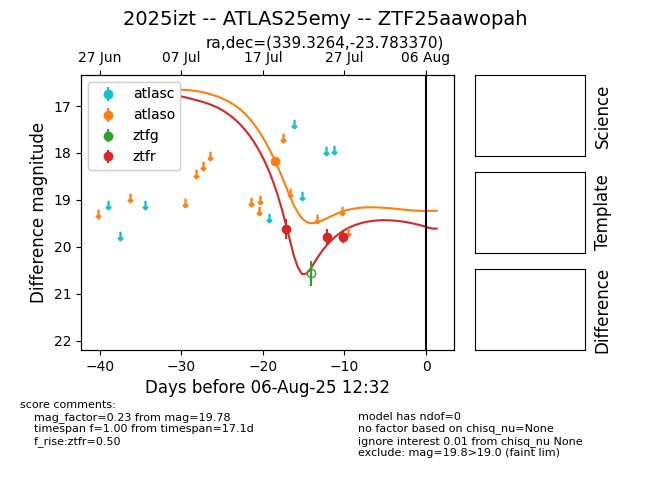 2025izt -- ATLAS25emy -- ZTF25aawopah
ra,dec=(339.3264,-23.783370)
27 Jun 07 Jul 17 Jul 27 Jul 06 Aug
atlasc
atlaso
ztfg
ztfr
17
18
19
20
21
22
Difference magnitude
−40 −30 −20 −10 0
Days before 06-Aug-25 12:32
Science
Template
Difference
score comments:
mag_factor=0.23 from mag=19.78
timespan f=1.00 from timespan=17.1d
f_rise:ztfr=0.50
model has ndof=0
no factor based on chisq_nu=None
ignore interest 0.01 from chisq_nu None
exclude: mag=19.8>19.0 (faint lim)